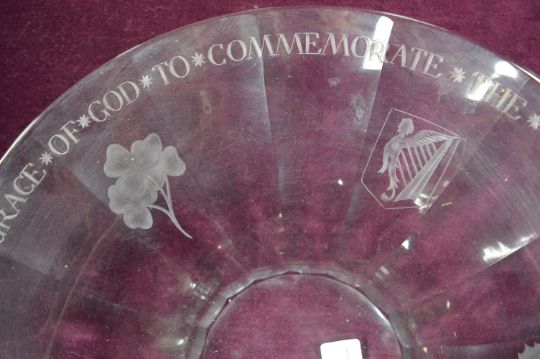 GRACE * OF * GOD * TO * COMMEMORATE * THE *